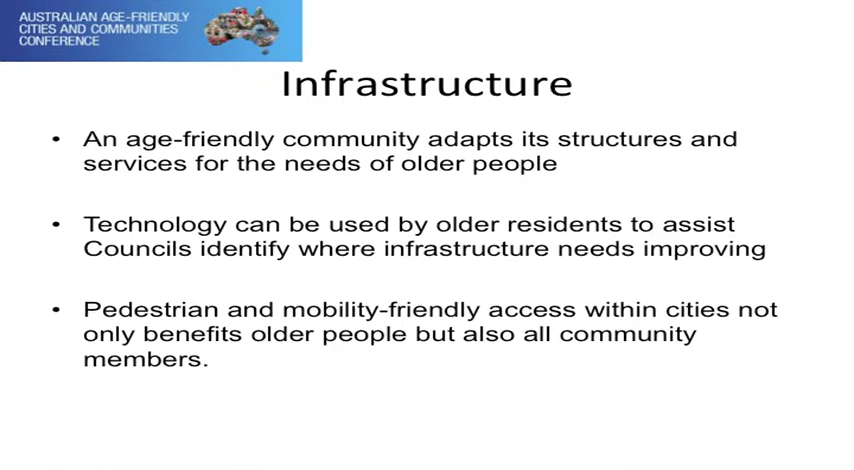 AUSTRALIAN AGE-FRIENDLY
CITIES AND COMMUNITIES
CONFERENCE
Infrastructure
• An age-friendly community adapts its structures and
services for the needs of older people
• Technology can be used by older residents to assist
Councils identify where infrastructure needs improving
• Pedestrian and mobility-friendly access within cities not
only benefits older people but also all community
members.